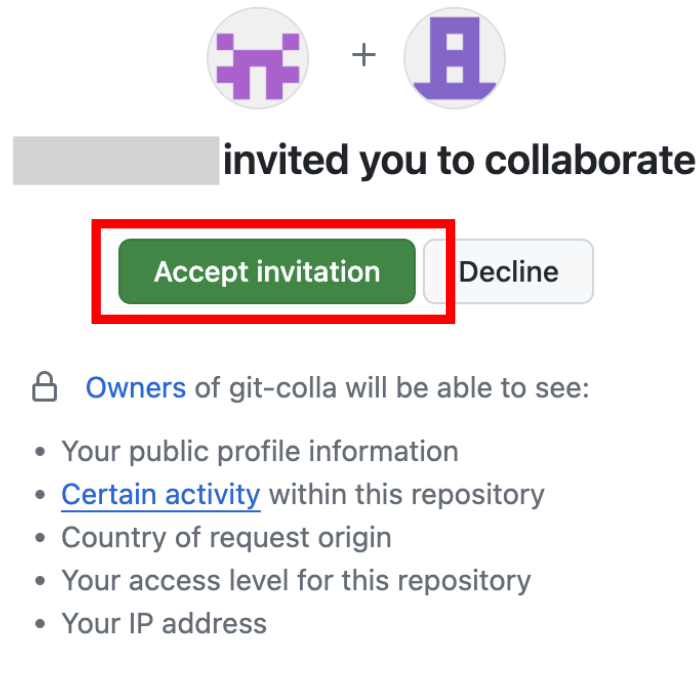 +
invited you to collaborate
Accept invitation
Decline
Owners of git-colla will be able to see:
• Your public profile information
• Certain activity within this repository
• Country of request origin
• Your access level for this repository
• Your IP address